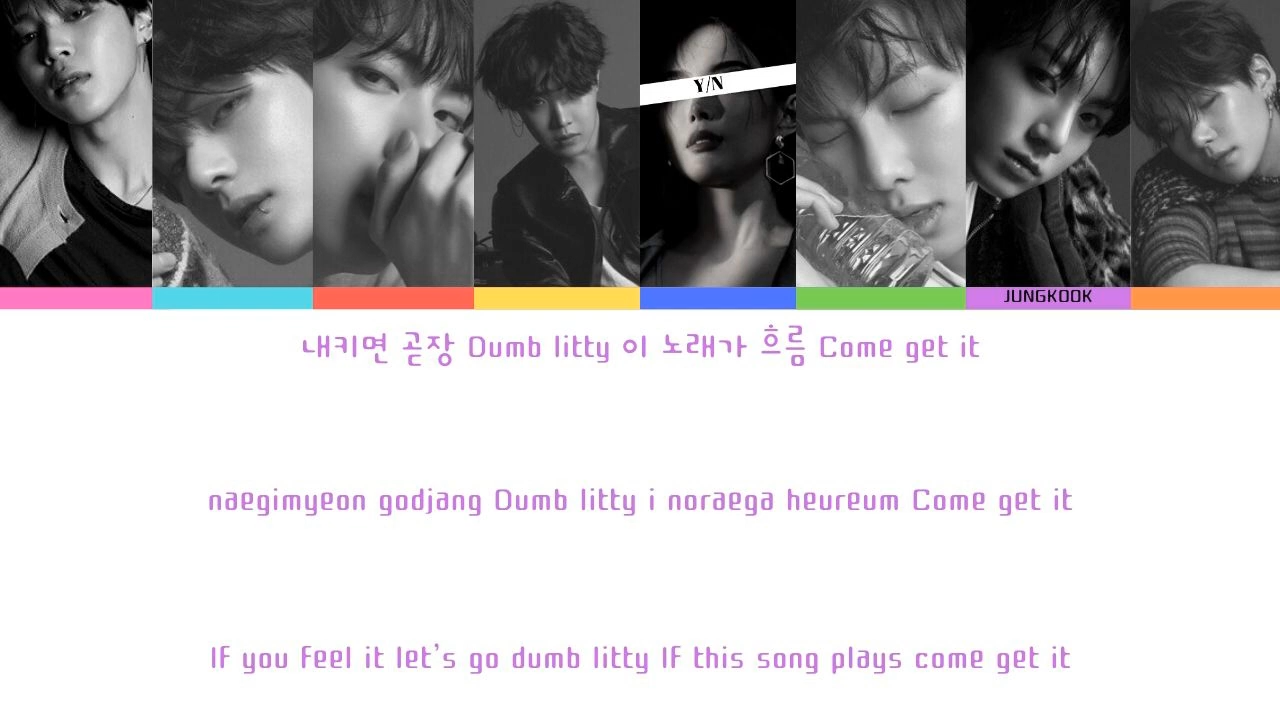 Y/N
JUNGKOOK
내키면 곧장 Dumb litty 이 노래가 흐름 Come get it
naegimyeon godjang Dumb litty i noraega heureum Come get it
If you feel it let's go dumb litty If this song plays come get it